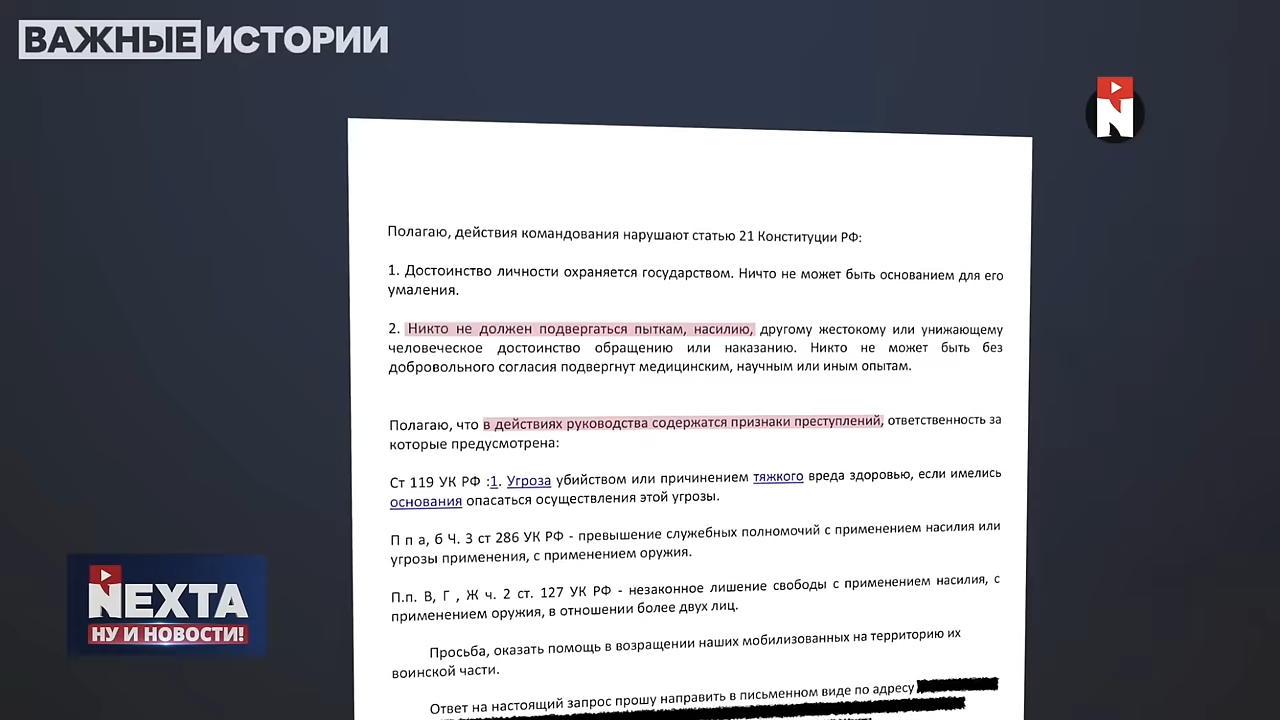 ВАЖНЫЕ ИСТОРИИ
N
Полагаю, действия командования нарушают статью 21 Конституции РФ:
1. Достоинство личности охраняется государством. Ничто не может быть основанием для его
умаления.
2. Никто не должен подвергаться пыткам, насилию, другому жестокому или унижающему
человеческое достоинство обращению или наказанию. Никто не может быть без
добровольного согласия подвергнут медицинским, научным или иным опытам.
Полагаю, что в действиях руководства содержатся признаки преступлений, ответственность за
которые предусмотрена:
Ст 119 УК РФ :1. Угроза убийством или причинением тяжкого вреда здоровью, если имелись
основания опасаться осуществления этой угрозы.
П п а, б Ч. 3 ст 286 УК РФ - превышение служебных полномочий с применением насилия или
угрозы применения, с применением оружия.
П.п. В, Г , Ж ч. 2 ст. 127 УК РФ - незаконное лишение свободы с применением насилия, с
применением оружия, в отношении более двух лиц.
Просьба, оказать помощь в возращении наших мобилизованных на территорию их
воинской части.
Ответ на настоящий запрос прошу направить в письменном виде по адресу
NEXTA
НУ И НОВОСТИ!